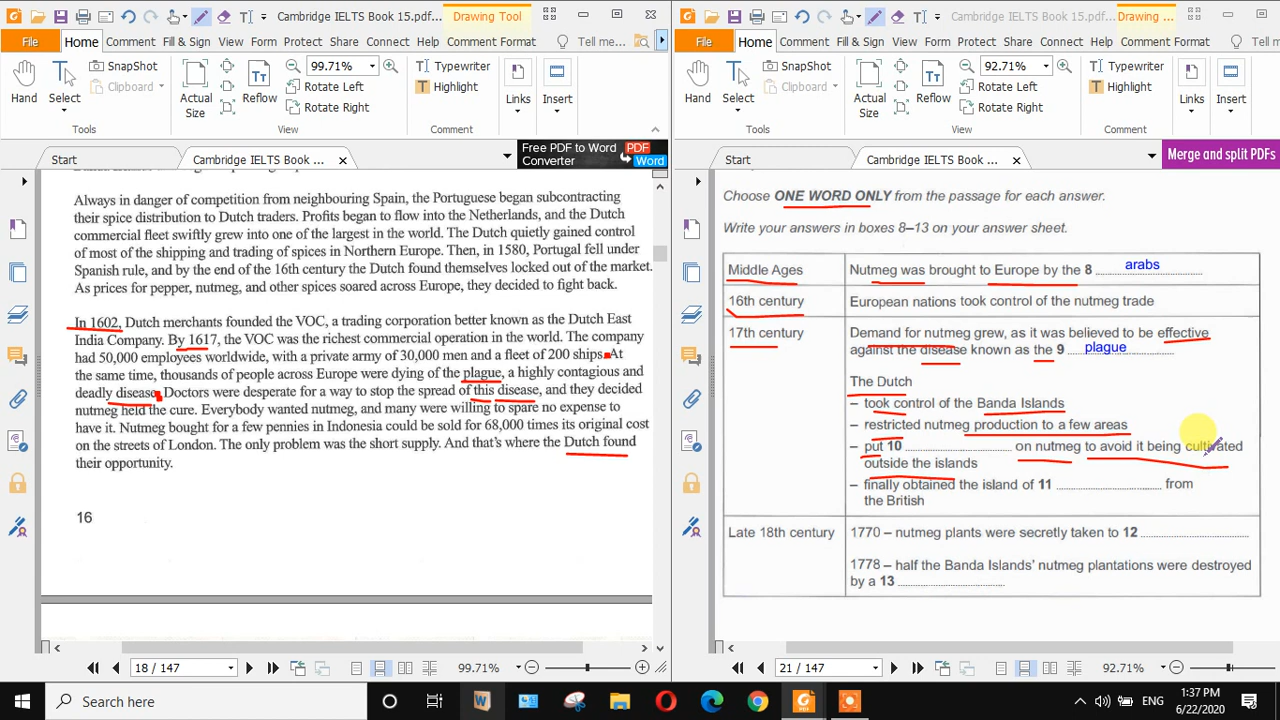 Cambridge IELTS Book 15.pdf...
Drawing Tool
File Home Comment Fill & Sign View Form Protect Share Connect Help Comment Format Tell me...
Hand
Select
SnapShot
Clipboard
Tools
Actual
Size
Reflow
99.71%
Rotate Left
Rotate Right
View
Typewriter
Highlight
Comment
Links
Insert
Start
Cambridge IELTS Book ...
Free PDF to Word
Converter
PDF
Word
Always in danger of competition from neighbouring Spain, the Portuguese began subcontracting
their spice distribution to Dutch traders. Profits began to flow into the Netherlands, and the Dutch
commercial fleet swiftly grew into one of the largest in the world. The Dutch quietly gained control
of most of the shipping and trading of spices in Northern Europe. Then, in 1580, Portugal fell under
Spanish rule, and by the end of the 16th century the Dutch found themselves locked out of the market.
As prices for pepper, nutmeg, and other spices soared across Europe, they decided to fight back.
In 1602, Dutch merchants founded the VOC, a trading corporation better known as the Dutch East
India Company. By 1617, the VOC was the richest commercial operation in the world. The company
had 50,000 employees worldwide, with a private army of 30,000 men and a fleet of 200 ships. At
the same time, thousands of people across Europe were dying of the plague, a highly contagious and
deadly disease. Doctors were desperate for a way to stop the spread of this disease, and they decided
nutmeg held the cure. Everybody wanted nutmeg, and many were willing to spare no expense to
have it. Nutmeg bought for a few pennies in Indonesia could be sold for 68,000 times its original cost
on the streets of London. The only problem was the short supply. And that's where the Dutch found
their opportunity.
16
18 / 147
99.71%
Cambridge IELTS Book 15.pdf...
Drawing ...
File Home Comment Fill & Sign View Form Protect Share Connect Help Comment Format Tell me...
Hand
Select
SnapShot
Clipboard
Tools
Actual
Size
Reflow
92.71%
Rotate Left
Rotate Right
View
Typewriter
Highlight
Comment
Links
Insert
Start
Cambridge IELTS Book ...
Merge and split PDFs
Choose ONE WORD ONLY from the passage for each answer.
Write your answers in boxes 8–13 on your answer sheet.
Middle Ages
Nutmeg was brought to Europe by the 8 arabs
16th century
European nations took control of the nutmeg trade
17th century
Demand for nutmeg grew, as it was believed to be effective
against the disease known as the 9 plague
The Dutch
– took control of the Banda Islands
– restricted nutmeg production to a few areas
– put 10 .............................. on nutmeg to avoid it being cultivated
outside the islands
– finally obtained the island of 11 .............................. from
the British
Late 18th century
1770 – nutmeg plants were secretly taken to 12 ..............................
1778 – half the Banda Islands' nutmeg plantations were destroyed
by a 13 ..............................
21 / 147
92.71%
Search here
ENG
1:37 PM
6/22/2020